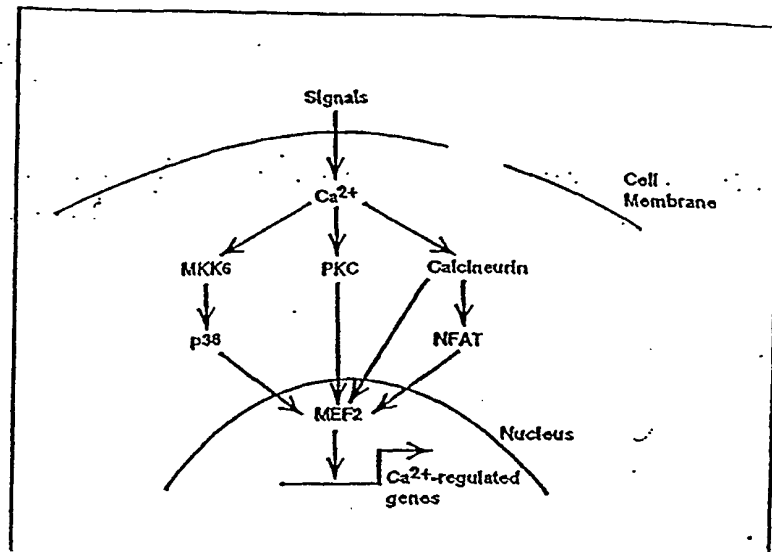 Signals
Cell
Membrane
Ca2+
MKK6
PKC
Calcineurin
p38
NFAT
MEF2
Nucleus
Ca2+-regulated
genes